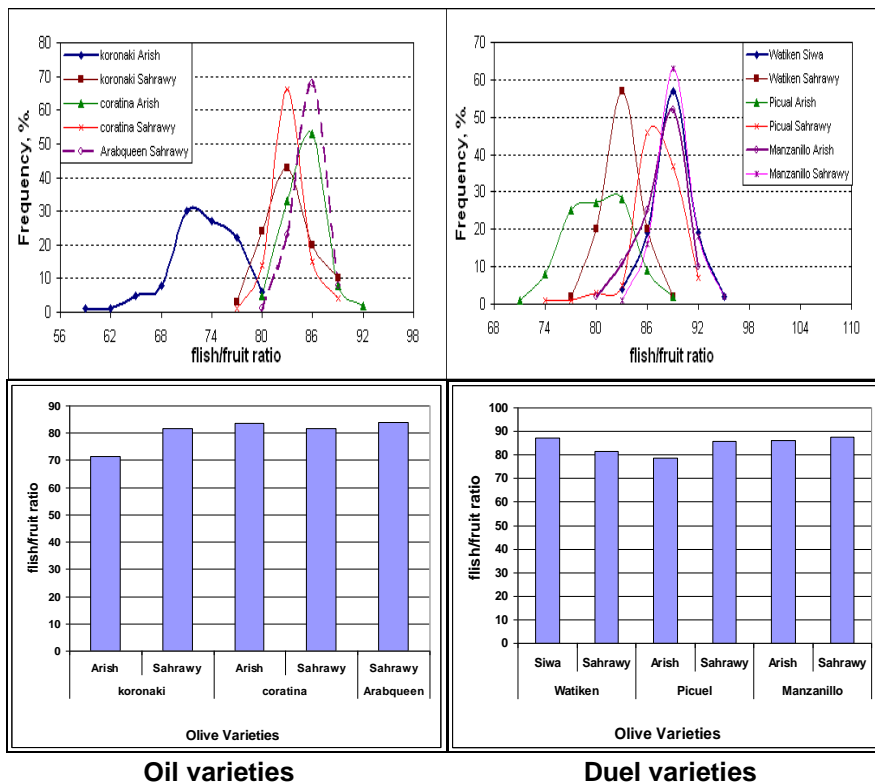 80
70
60
50
40
30
20
10
0
Frequency, %.
koronaki Arish
koronaki Sahrawy
coratina Arish
coratina Sahrawy
Arabqueen Sahrawy
56 62 68 74 80 86 92 98
flish/fruit ratio
70
60
50
40
30
20
10
0
Frequency, %.
Watiken Siwa
Watiken Sahrawy
Picual Arish
Picual Sahrawy
Manzanillo Arish
Manzanillo Sahrawy
68 74 80 86 92 98 104 110
flish/fruit ratio
90
80
70
60
50
40
30
20
10
0
flish/fruit ratio
Arish Sahrawy Arish Sahrawy Sahrawy
koronaki coratina Arabqueen
Olive Varieties
100
90
80
70
60
50
40
30
20
10
0
flish/fruit ratio
Siwa Sahrawy Arish Sahrawy Arish Sahrawy
Watiken Picuel Manzanillo
Olive Varieties
Oil varieties
Duel varieties